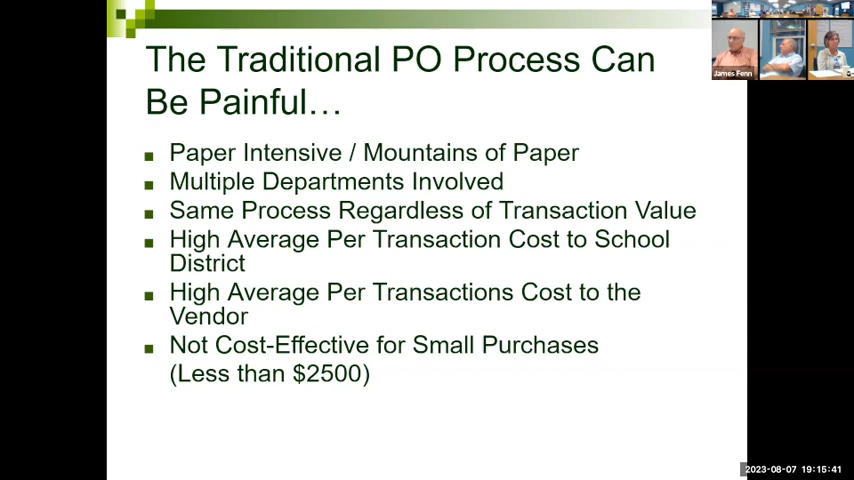 The Traditional PO Process Can
Be Painful…
Paper Intensive / Mountains of Paper
Multiple Departments Involved
Same Process Regardless of Transaction Value
High Average Per Transaction Cost to School
District
High Average Per Transactions Cost to the
Vendor
Not Cost-Effective for Small Purchases
(Less than $2500)
James Fenn
2023-08-07 19:15:41